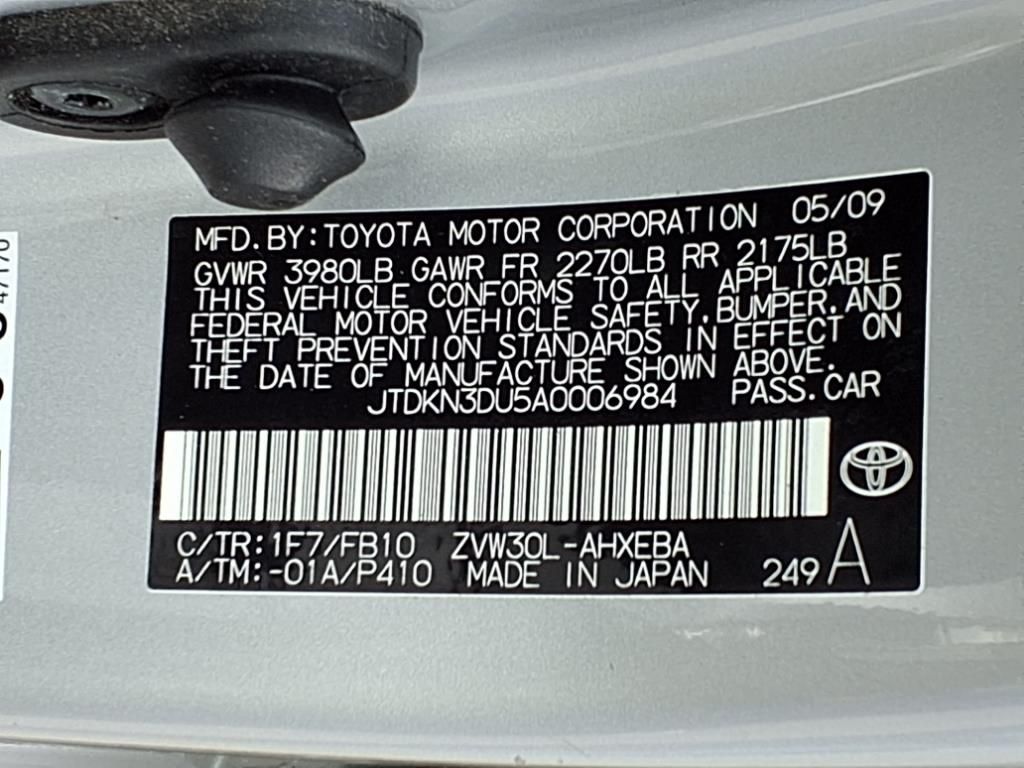 MFD.BY:TOYOTA MOTOR CORPORATION 05/09
GVWR 3980LB GAWR FR 2270LB RR 2175LB
THIS VEHICLE CONFORMS TO ALL APPLICABLE
FEDERAL MOTOR VEHICLE SAFETY,BUMPER,AND
THEFT PREVENTION STANDARDS IN EFFECT ON
THE DATE OF MANUFACTURE SHOWN ABOVE.
JTDKN3DU5A0006984 PASS.CAR
C/TR:1F7/FB10 ZVW30L-AHXEBA
A/TM:-01A/P410 MADE IN JAPAN 249 A